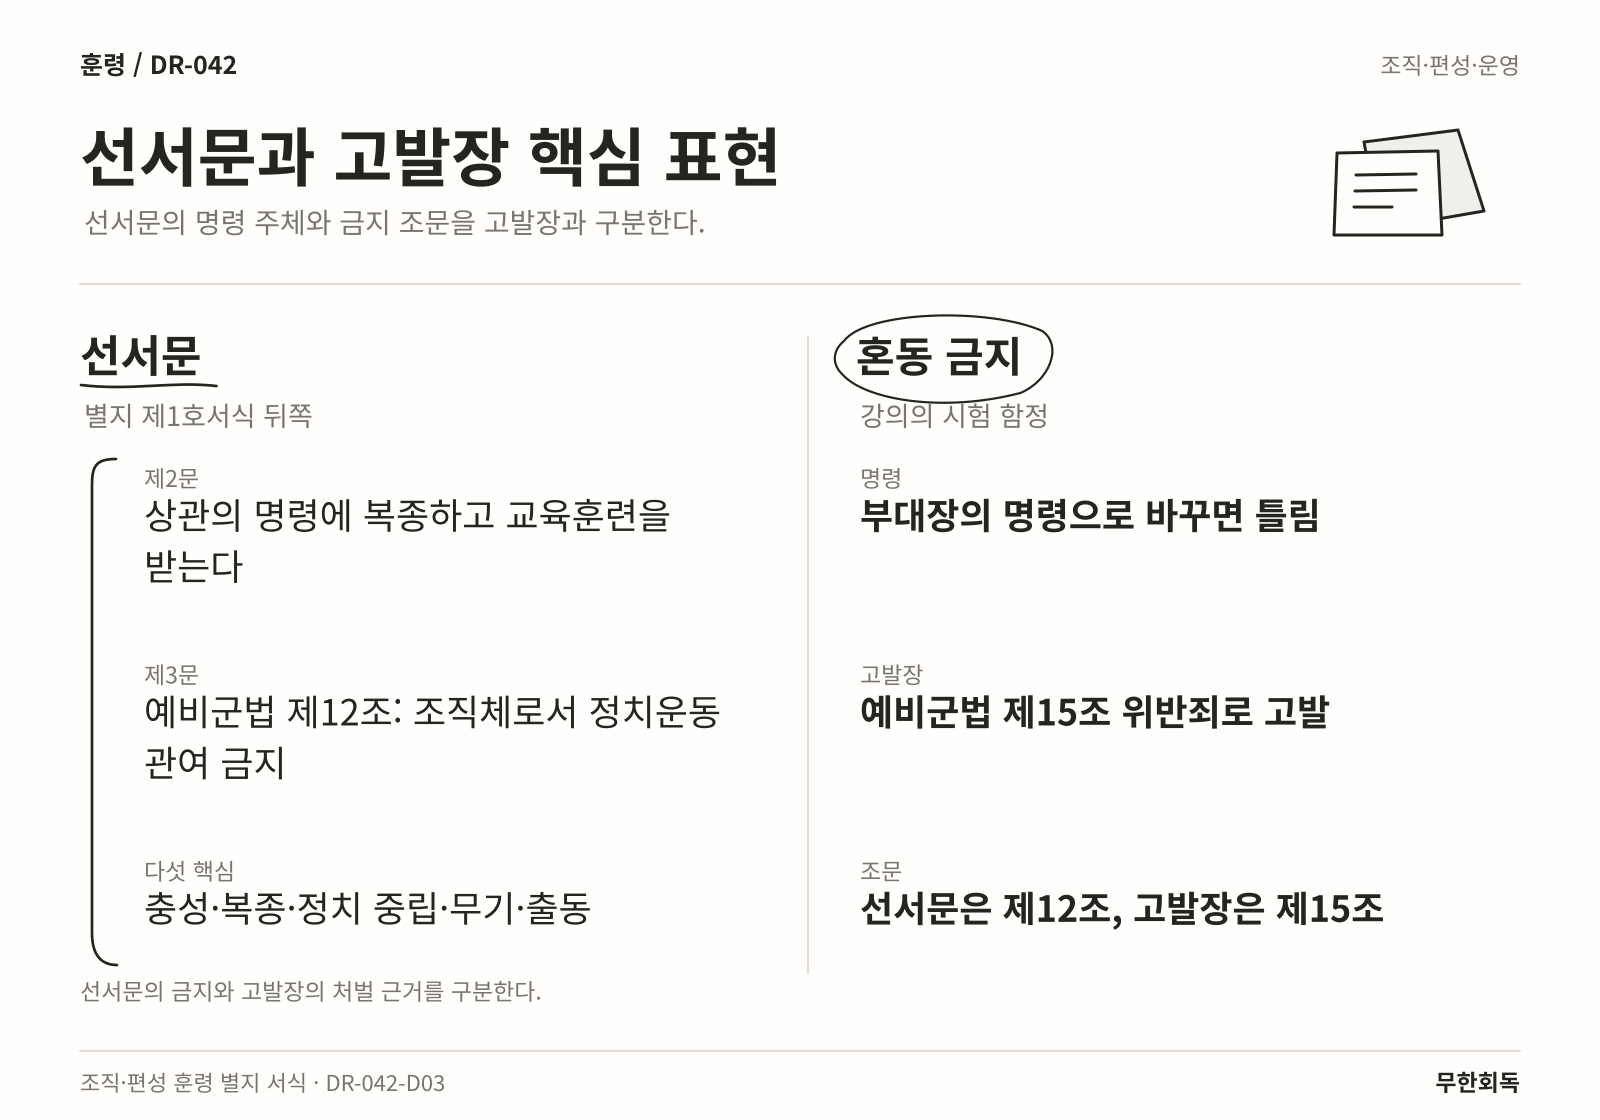 훈령 / DR-042
조직·편성·운영
선서문과 고발장 핵심 표현
선서문의 명령 주체와 금지 조문을 고발장과 구분한다.
선서문
별지 제1호서식 뒤쪽
제2문
상관의 명령에 복종하고 교육훈련을
받는다
제3문
예비군법 제12조: 조직체로서 정치운동
관여 금지
다섯 핵심
충성·복종·정치 중립·무기·출동
혼동 금지
강의의 시험 함정
명령
부대장의 명령으로 바꾸면 틀림
고발장
예비군법 제15조 위반죄로 고발
조문
선서문은 제12조, 고발장은 제15조
선서문의 금지와 고발장의 처벌 근거를 구분한다.
조직·편성 훈령 별지 서식 · DR-042-D03
무한회독